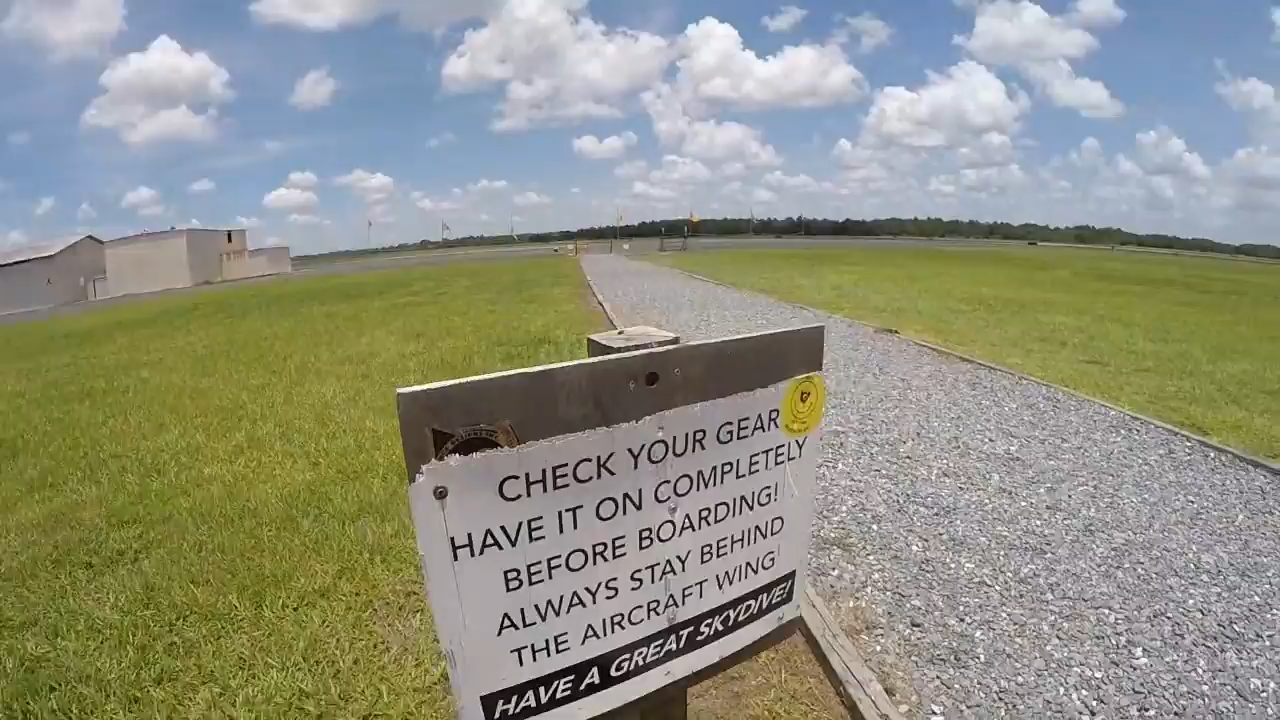 CHECK YOUR GEAR
HAVE IT ON COMPLETELY
BEFORE BOARDING!
ALWAYS STAY BEHIND
THE AIRCRAFT WING
HAVE A GREAT SKYDIVE!